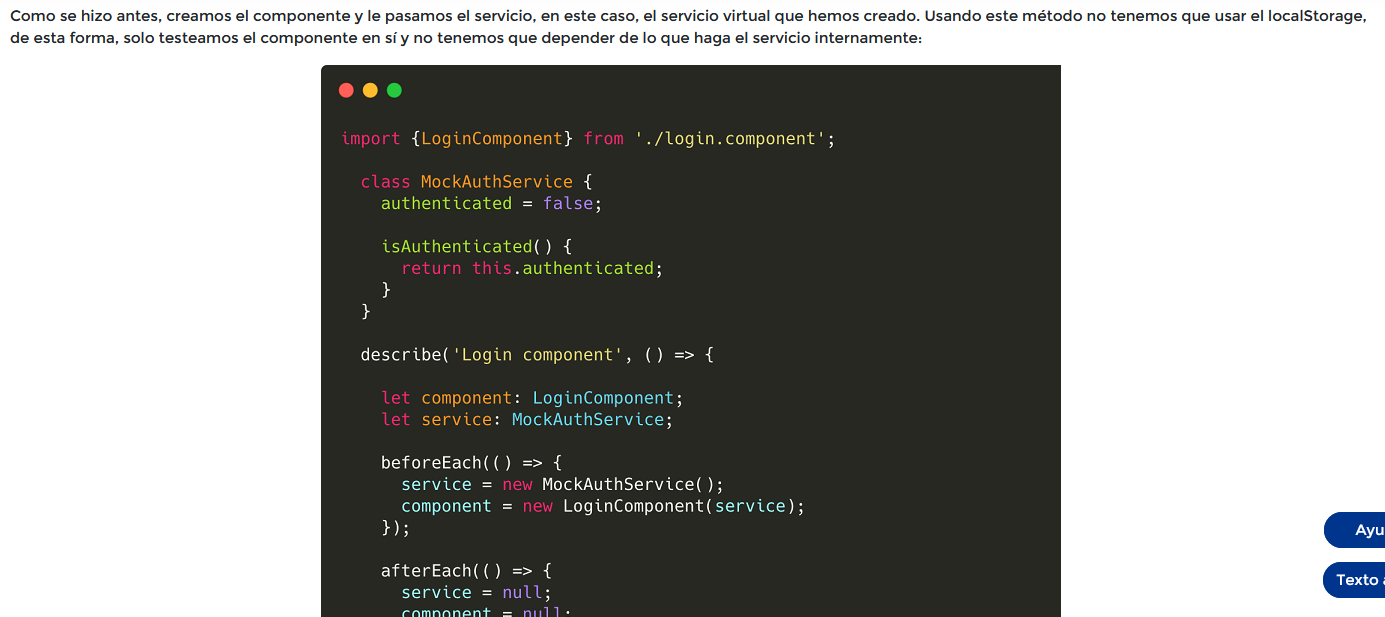 Como se hizo antes, creamos el componente y le pasamos el servicio, en este caso, el servicio virtual que hemos creado. Usando este método no tenemos que usar el localStorage,
de esta forma, solo testeamos el componente en sí y no tenemos que depender de lo que haga el servicio internamente:
import {LoginComponent} from './login.component';
class MockAuthService {
authenticated = false;
isAuthenticated() {
return this.authenticated;
}
}
describe('Login component', () => {
let component: LoginComponent;
let service: MockAuthService;
beforeEach(() => {
service = new MockAuthService();
component = new LoginComponent(service);
});
afterEach(() => {
service = null;
component = null;
Ayu
Texto